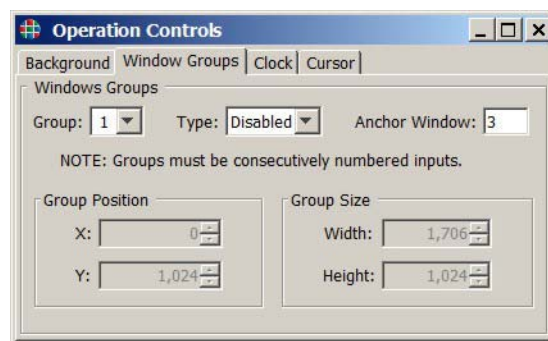 Operation Controls
Background Window Groups Clock Cursor
Windows Groups
Group: 1 Type: Disabled Anchor Window: 3
NOTE: Groups must be consecutively numbered inputs.
Group Position Group Size
X: 0 Width: 1,706
Y: 1,024 Height: 1,024